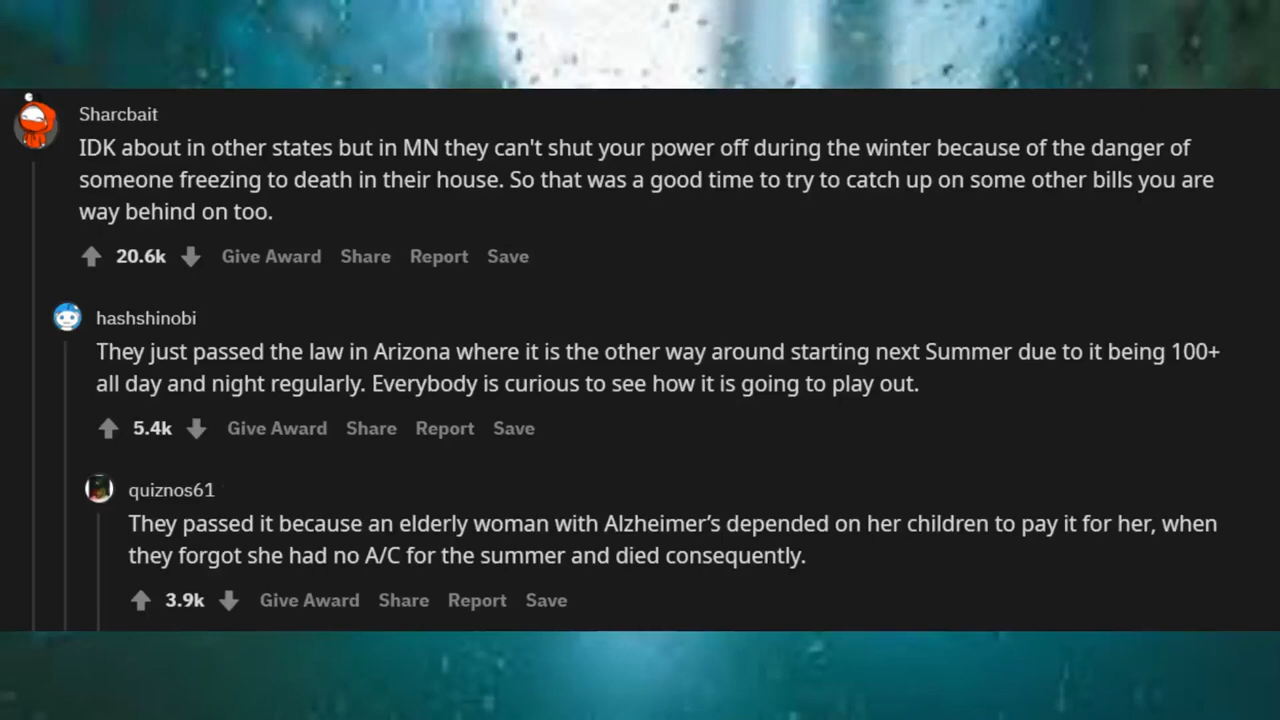 Sharcbait
IDK about in other states but in MN they can't shut your power off during the winter because of the danger of
someone freezing to death in their house. So that was a good time to try to catch up on some other bills you are
way behind on too.
20.6k Give Award Share Report Save
hashshinobi
They just passed the law in Arizona where it is the other way around starting next Summer due to it being 100+
all day and night regularly. Everybody is curious to see how it is going to play out.
5.4k Give Award Share Report Save
quiznos61
They passed it because an elderly woman with Alzheimer’s depended on her children to pay it for her, when
they forgot she had no A/C for the summer and died consequently.
3.9k Give Award Share Report Save